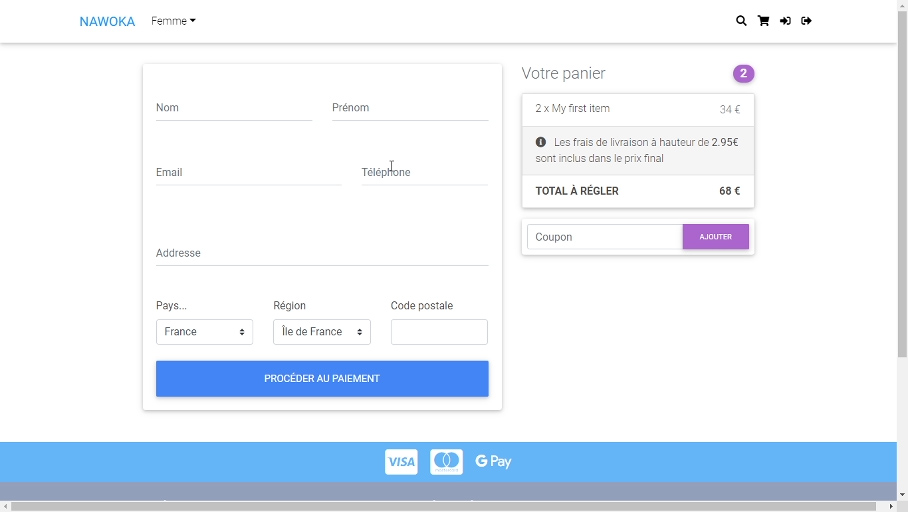 NAWOKA Femme
Nom Prénom
Email Téléphone
Addresse
Pays... Région Code postale
France Île de France
PROCÉDER AU PAIEMENT
Votre panier 2
2 x My first item 34 €
Les frais de livraison à hauteur de 2.95€
sont inclus dans le prix final
TOTAL À RÉGLER 68 €
Coupon AJOUTER
VISA G Pay